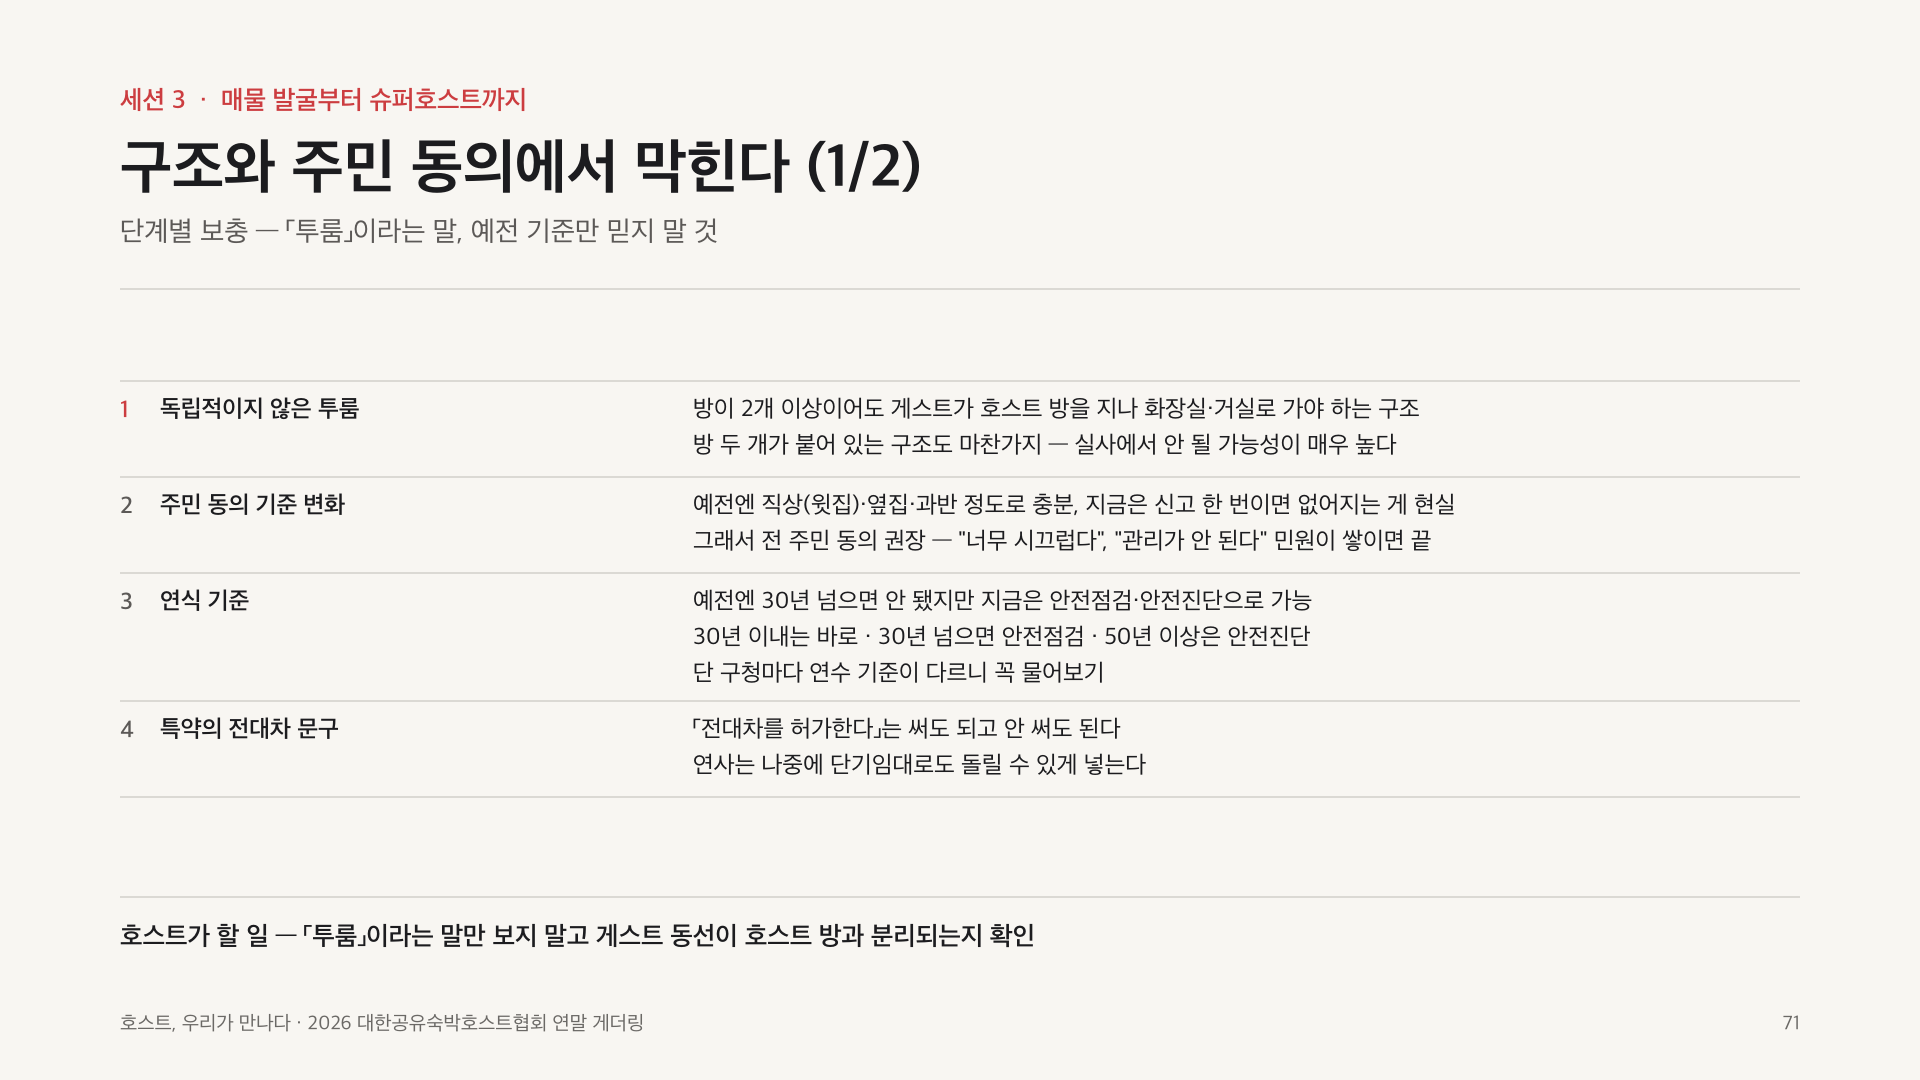 세션 3 · 매물 발굴부터 슈퍼호스트까지
구조와 주민 동의에서 막힌다 (1/2)
단계별 보충 — 「투룸」이라는 말, 예전 기준만 믿지 말 것
1 독립적이지 않은 투룸
방이 2개 이상이어도 게스트가 호스트 방을 지나 화장실·거실로 가야 하는 구조
방 두 개가 붙어 있는 구조도 마찬가지 — 실사에서 안 될 가능성이 매우 높다
2 주민 동의 기준 변화
예전엔 직상(윗집)·옆집·과반 정도로 충분, 지금은 신고 한 번이면 없어지는 게 현실
그래서 전 주민 동의 권장 — "너무 시끄럽다", "관리가 안 된다" 민원이 쌓이면 끝
3 연식 기준
예전엔 30년 넘으면 안 됐지만 지금은 안전점검·안전진단으로 가능
30년 이내는 바로 · 30년 넘으면 안전점검 · 50년 이상은 안전진단
단 구청마다 연수 기준이 다르니 꼭 물어보기
4 특약의 전대차 문구
「전대차를 허가한다」는 써도 되고 안 써도 된다
연사는 나중에 단기임대로도 돌릴 수 있게 넣는다
호스트가 할 일 — 「투룸」이라는 말만 보지 말고 게스트 동선이 호스트 방과 분리되는지 확인
호스트, 우리가 만나다 · 2026 대한공유숙박호스트협회 연말 게더링
71